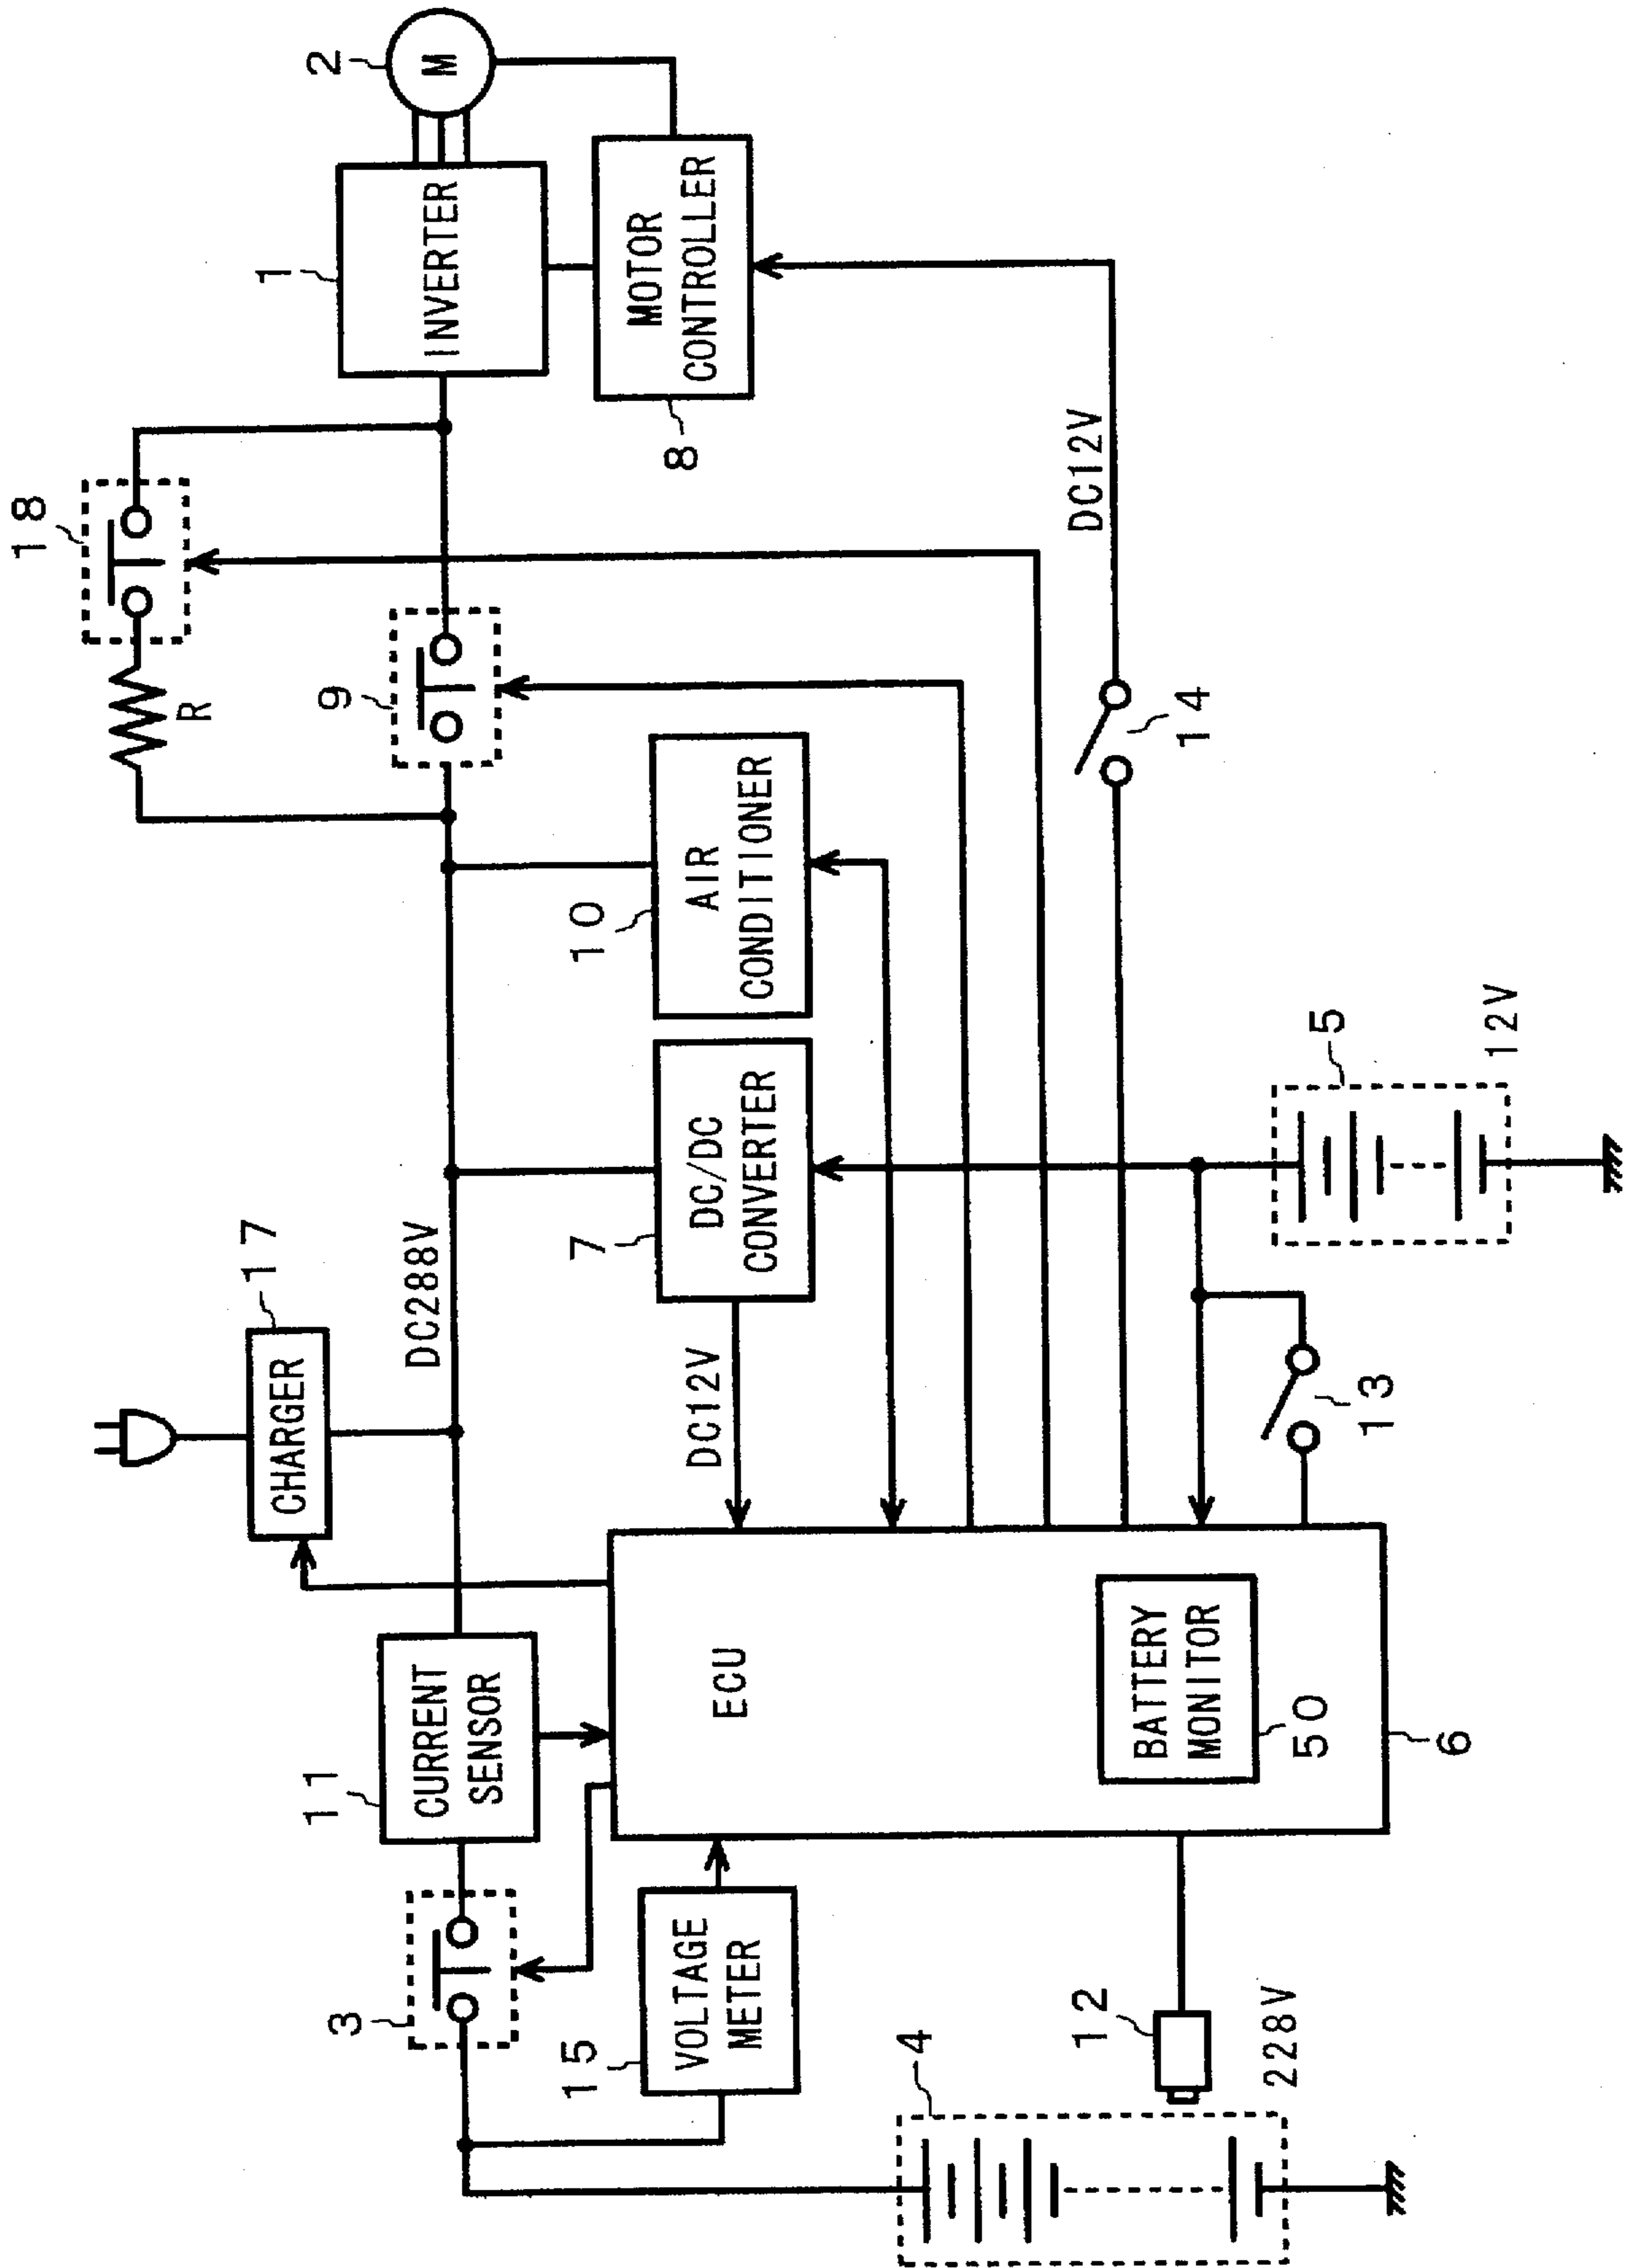 18
R
17
CHARGER
DC288V
3
11
CURRENT
SENSOR
9
1
INVERTER
2
M
15
VOLTAGE
METER
DC12V
7
DC/DC
CONVERTER
10
AIR
CONDITIONER
8
MOTOR
CONTROLLER
ECU
BATTERY
MONITOR
50
6
DC12V
14
4
12
228V
13
5
12V